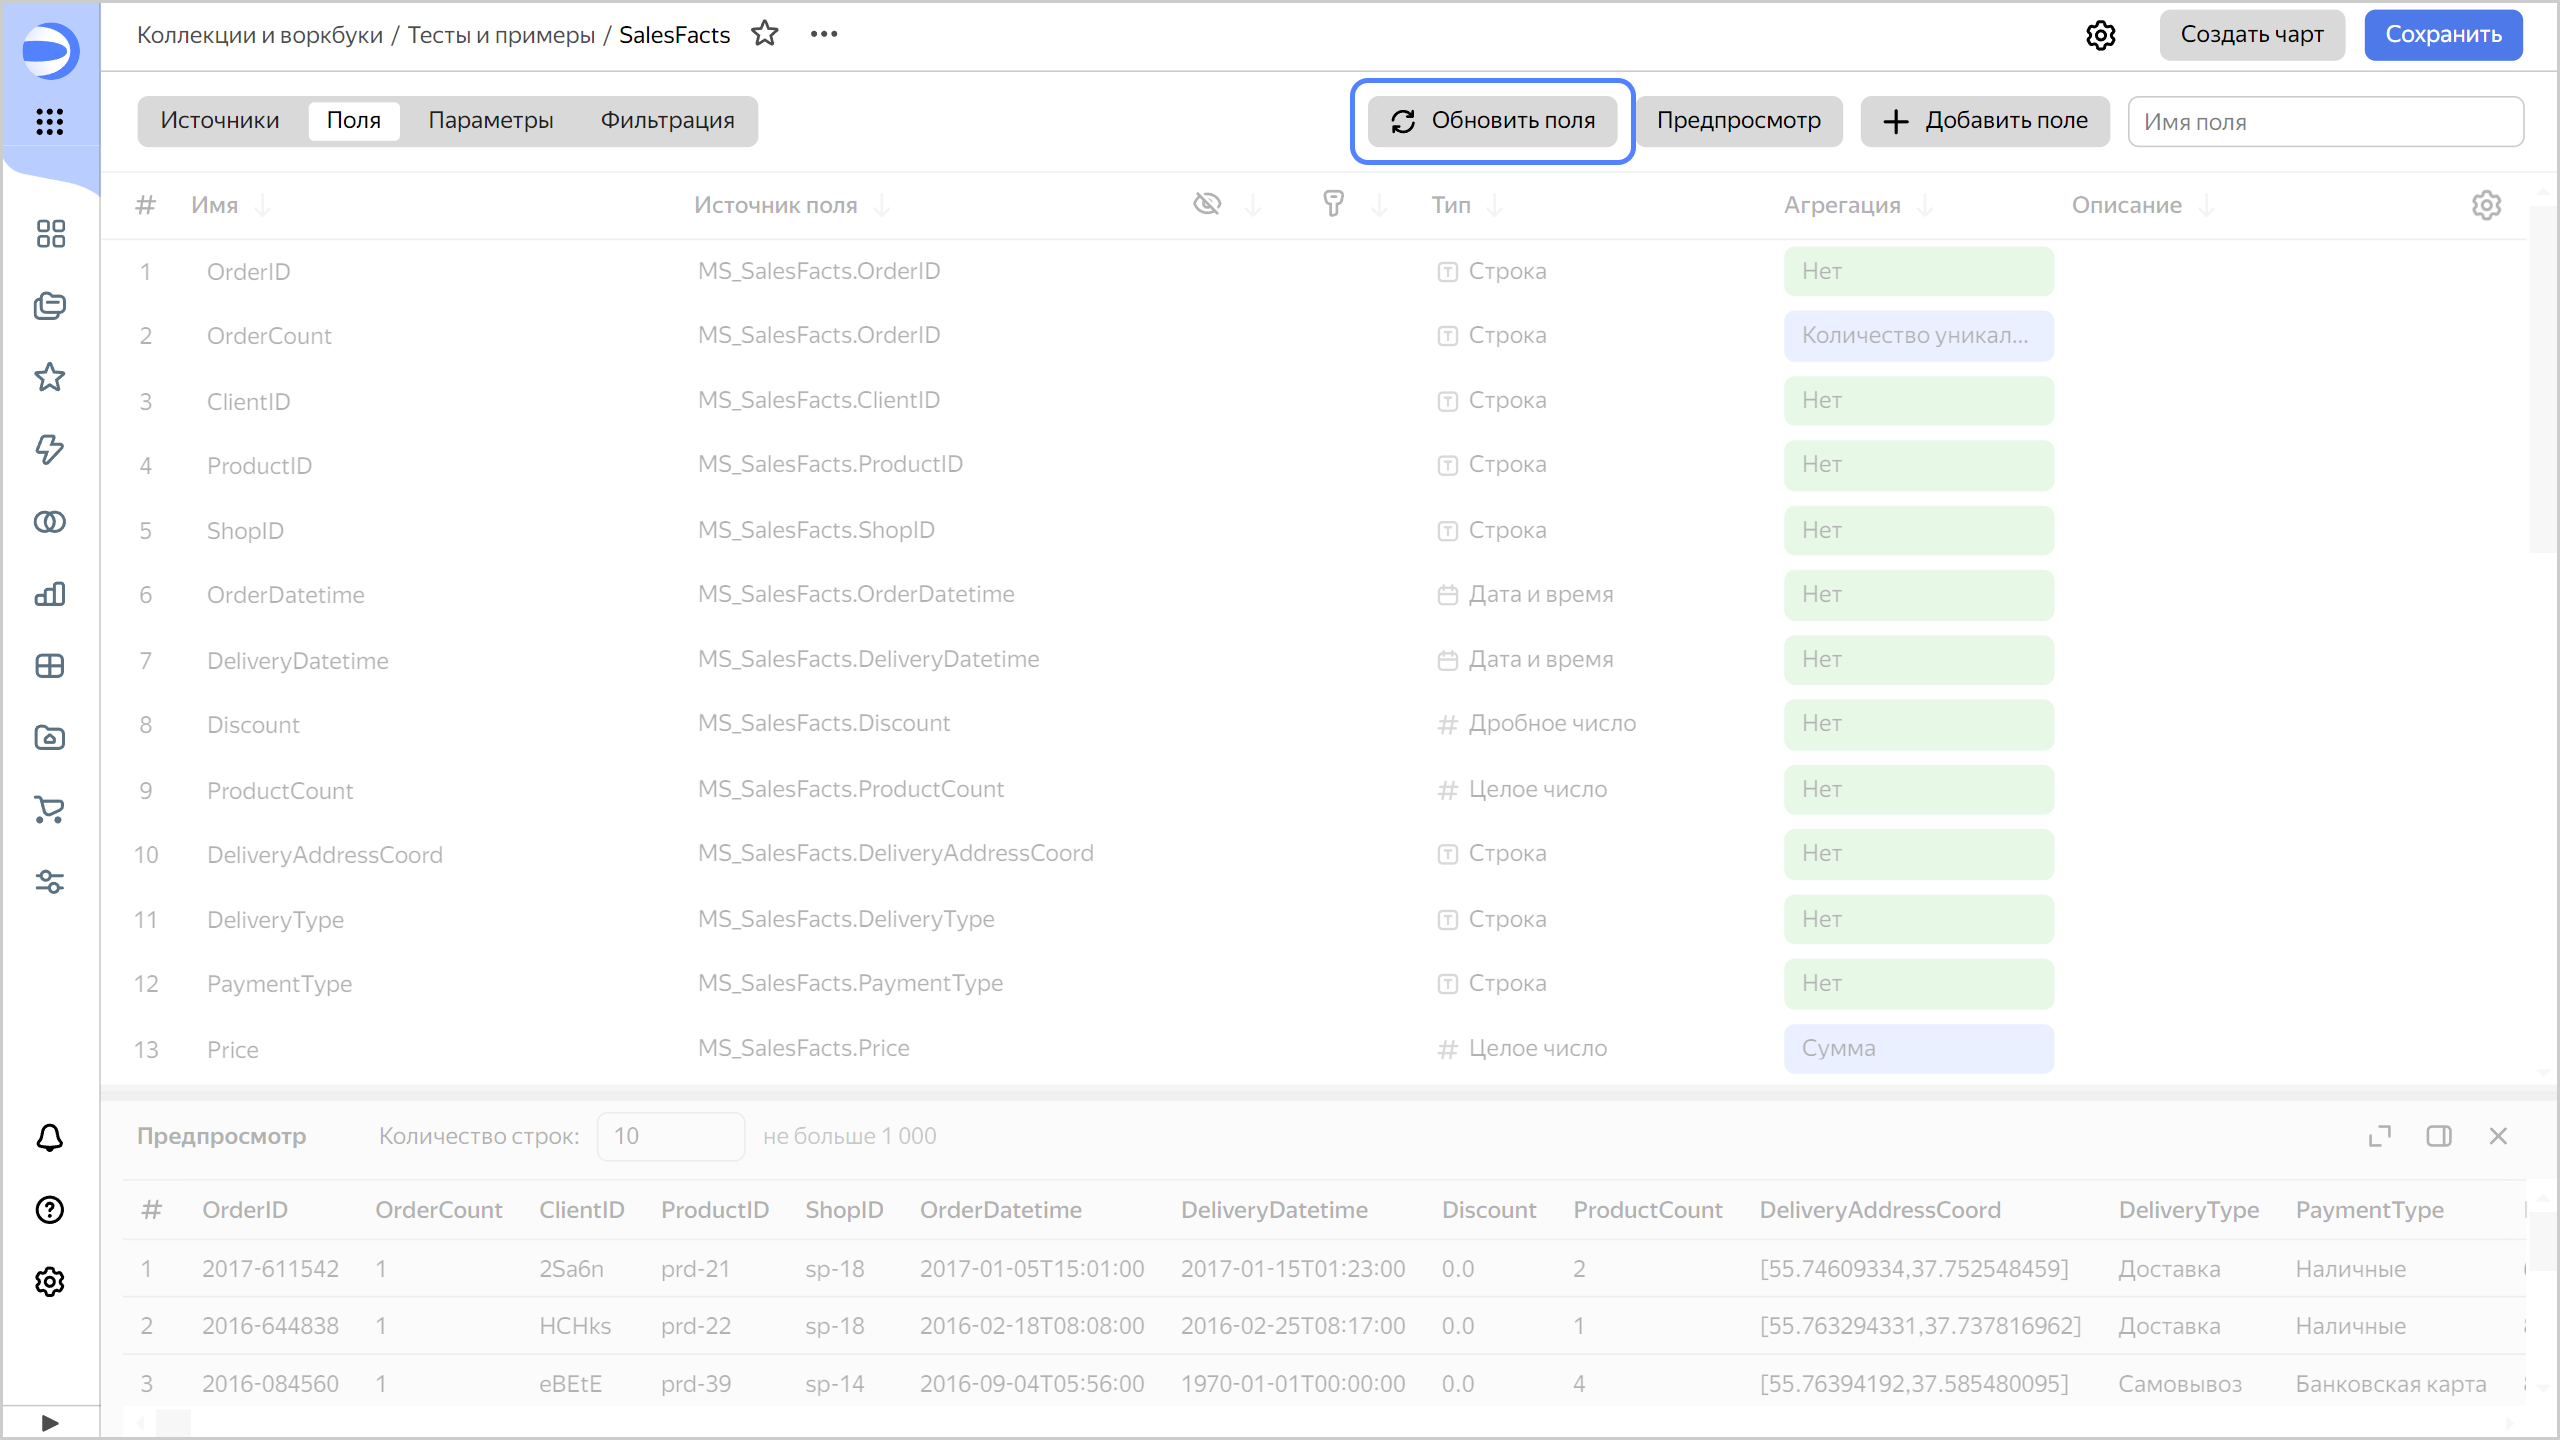 Коллекции и воркбуки / Тесты и примеры / SalesFacts
Создать чарт
Сохранить
Источники Поля Параметры Фильтрация
Обновить поля Предпросмотр Добавить поле Имя поля
# Имя Источник поля Тип Агрегация Описание
1 OrderID MS_SalesFacts.OrderID Строка Нет
2 OrderCount MS_SalesFacts.OrderID Строка Количество уникал...
3 ClientID MS_SalesFacts.ClientID Строка Нет
4 ProductID MS_SalesFacts.ProductID Строка Нет
5 ShopID MS_SalesFacts.ShopID Строка Нет
6 OrderDatetime MS_SalesFacts.OrderDatetime Дата и время Нет
7 DeliveryDatetime MS_SalesFacts.DeliveryDatetime Дата и время Нет
8 Discount MS_SalesFacts.Discount # Дробное число Нет
9 ProductCount MS_SalesFacts.ProductCount # Целое число Нет
10 DeliveryAddressCoord MS_SalesFacts.DeliveryAddressCoord Строка Нет
11 DeliveryType MS_SalesFacts.DeliveryType Строка Нет
12 PaymentType MS_SalesFacts.PaymentType Строка Нет
13 Price MS_SalesFacts.Price # Целое число Сумма
Предпросмотр Количество строк: 10 не больше 1 000
# OrderID OrderCount ClientID ProductID ShopID OrderDatetime DeliveryDatetime Discount ProductCount DeliveryAddressCoord DeliveryType PaymentType
1 2017-611542 1 2Sa6n prd-21 sp-18 2017-01-05T15:01:00 2017-01-15T01:23:00 0.0 2 [55.74609334,37.752548459] Доставка Наличные
2 2016-644838 1 HCHks prd-22 sp-18 2016-02-18T08:08:00 2016-02-25T08:17:00 0.0 1 [55.763294331,37.737816962] Доставка Наличные
3 2016-084560 1 eBEtE prd-39 sp-14 2016-09-04T05:56:00 1970-01-01T00:00:00 0.0 4 [55.76394192,37.585480095] Самовывоз Банковская карта